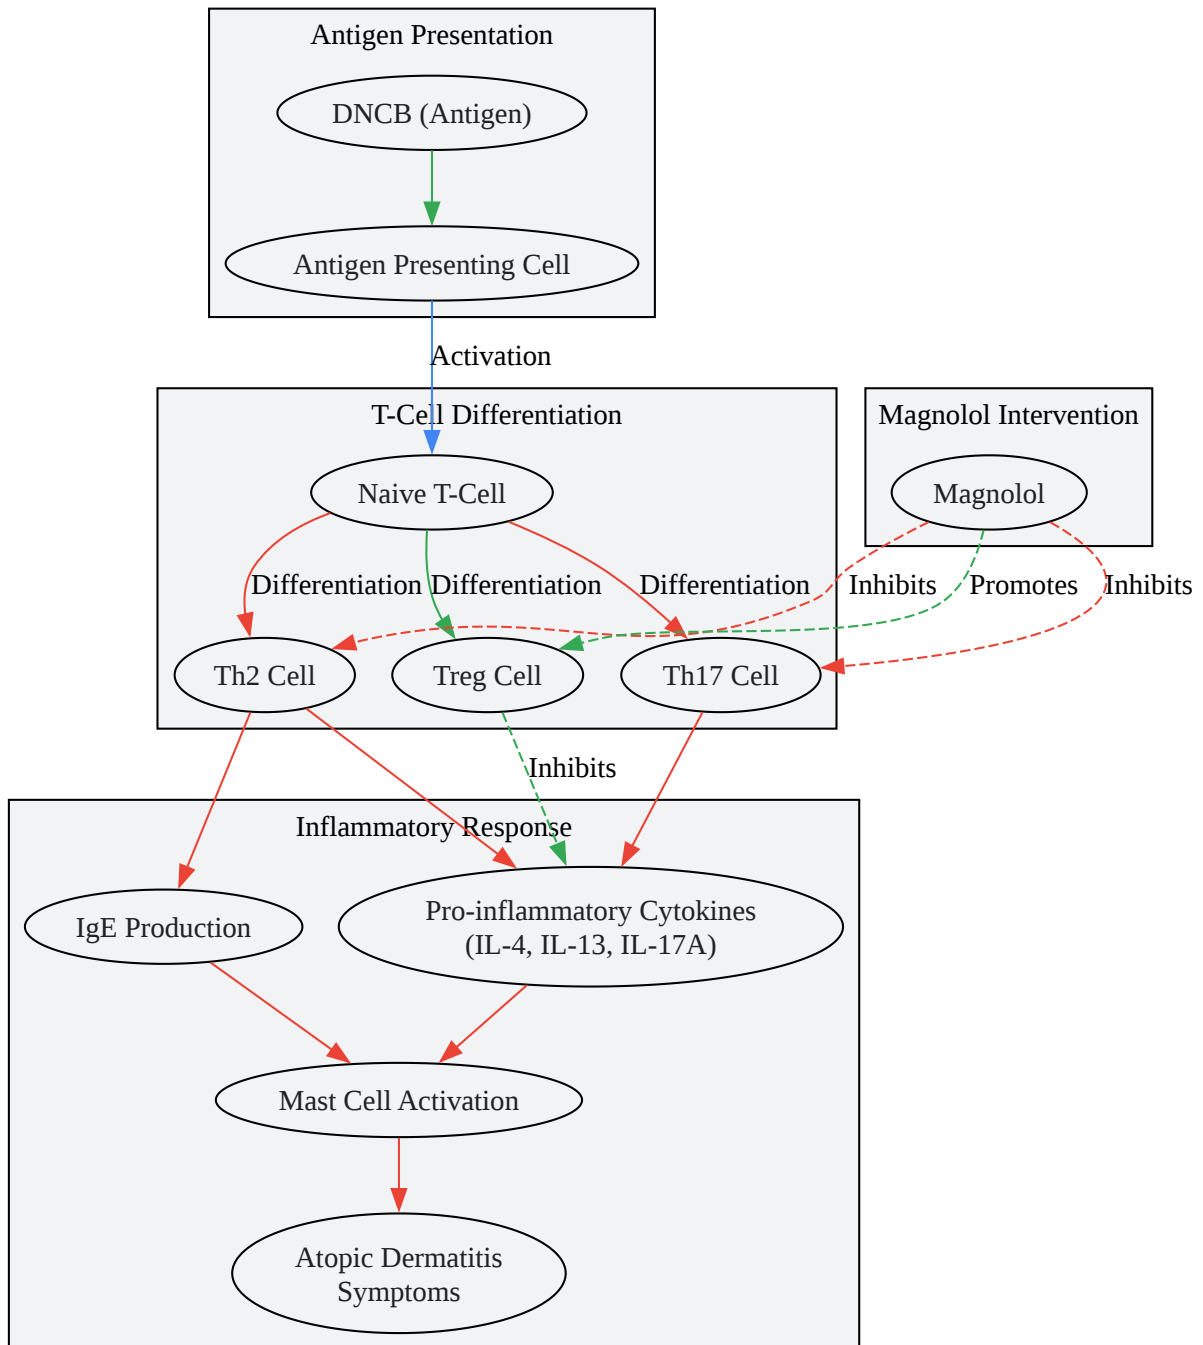 Antigen Presentation
DNCB (Antigen)
Antigen Presenting Cell
Activation
T-Cell Differentiation
Magnolol Intervention
Naive T-Cell
Magnolol
Differentiation
Differentiation
Differentiation
Inhibits
Promotes
Inhibits
Th2 Cell
Treg Cell
Th17 Cell
Inhibits
Inflammatory Response
IgE Production
Pro-inflammatory Cytokines
(IL-4, IL-13, IL-17A)
Mast Cell Activation
Atopic Dermatitis
Symptoms